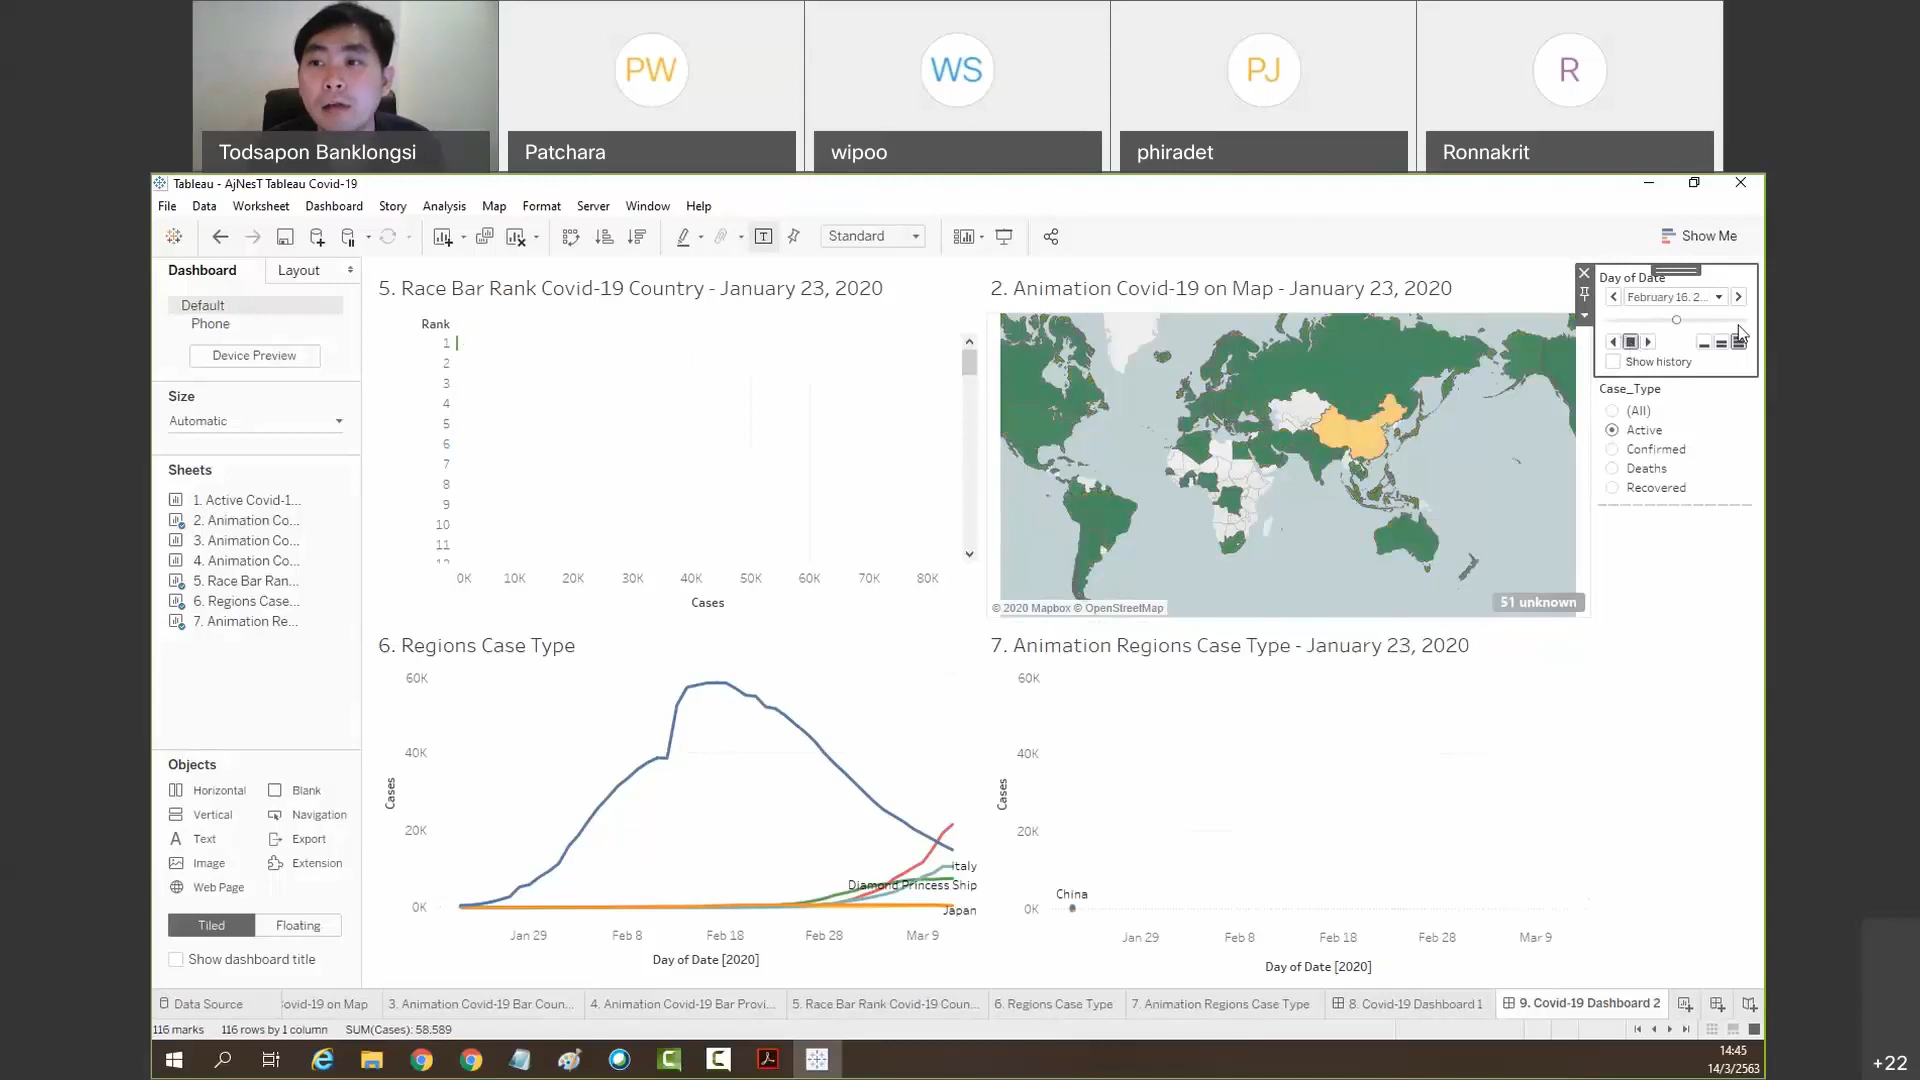 PW
WS
PJ
R
Todsapon Banklongsi
Patchara
wipoo
phiradet
Ronnakrit
Tableau - AjNesT Tableau Covid-19
File Data Worksheet Dashboard Story Analysis Map Format Server Window Help
Standard
Show Me
Dashboard
Layout
Default
Phone
Device Preview
Size
Automatic
Sheets
1. Active Covid-1...
2. Animation Co...
3. Animation Co...
4. Animation Co...
5. Race Bar Ran...
6. Regions Case...
7. Animation Re...
Objects
Horizontal
Blank
Vertical
Navigation
Text
Export
Image
Extension
Web Page
Tiled
Floating
Show dashboard title
5. Race Bar Rank Covid-19 Country - January 23, 2020
Rank
1
2
3
4
5
6
7
8
9
10
11
0K 10K 20K 30K 40K 50K 60K 70K 80K
Cases
2. Animation Covid-19 on Map - January 23, 2020
© 2020 Mapbox © OpenStreetMap
51 unknown
Day of Date
February 16, 2...
Show history
Case_Type
(All)
Active
Confirmed
Deaths
Recovered
6. Regions Case Type
60K
40K
20K
0K
Cases
Italy
Diamond Princess Ship
Japan
Jan 29 Feb 8 Feb 18 Feb 28 Mar 9
Day of Date [2020]
7. Animation Regions Case Type - January 23, 2020
60K
40K
20K
0K
Cases
China
Jan 29 Feb 8 Feb 18 Feb 28 Mar 9
Day of Date [2020]
Data Source
ovid-19 on Map
3. Animation Covid-19 Bar Coun...
4. Animation Covid-19 Bar Provi...
5. Race Bar Rank Covid-19 Coun...
6. Regions Case Type
7. Animation Regions Case Type
8. Covid-19 Dashboard 1
9. Covid-19 Dashboard 2
116 marks 116 rows by 1 column SUM(Cases): 58.589
14:45
14/3/2563
+22